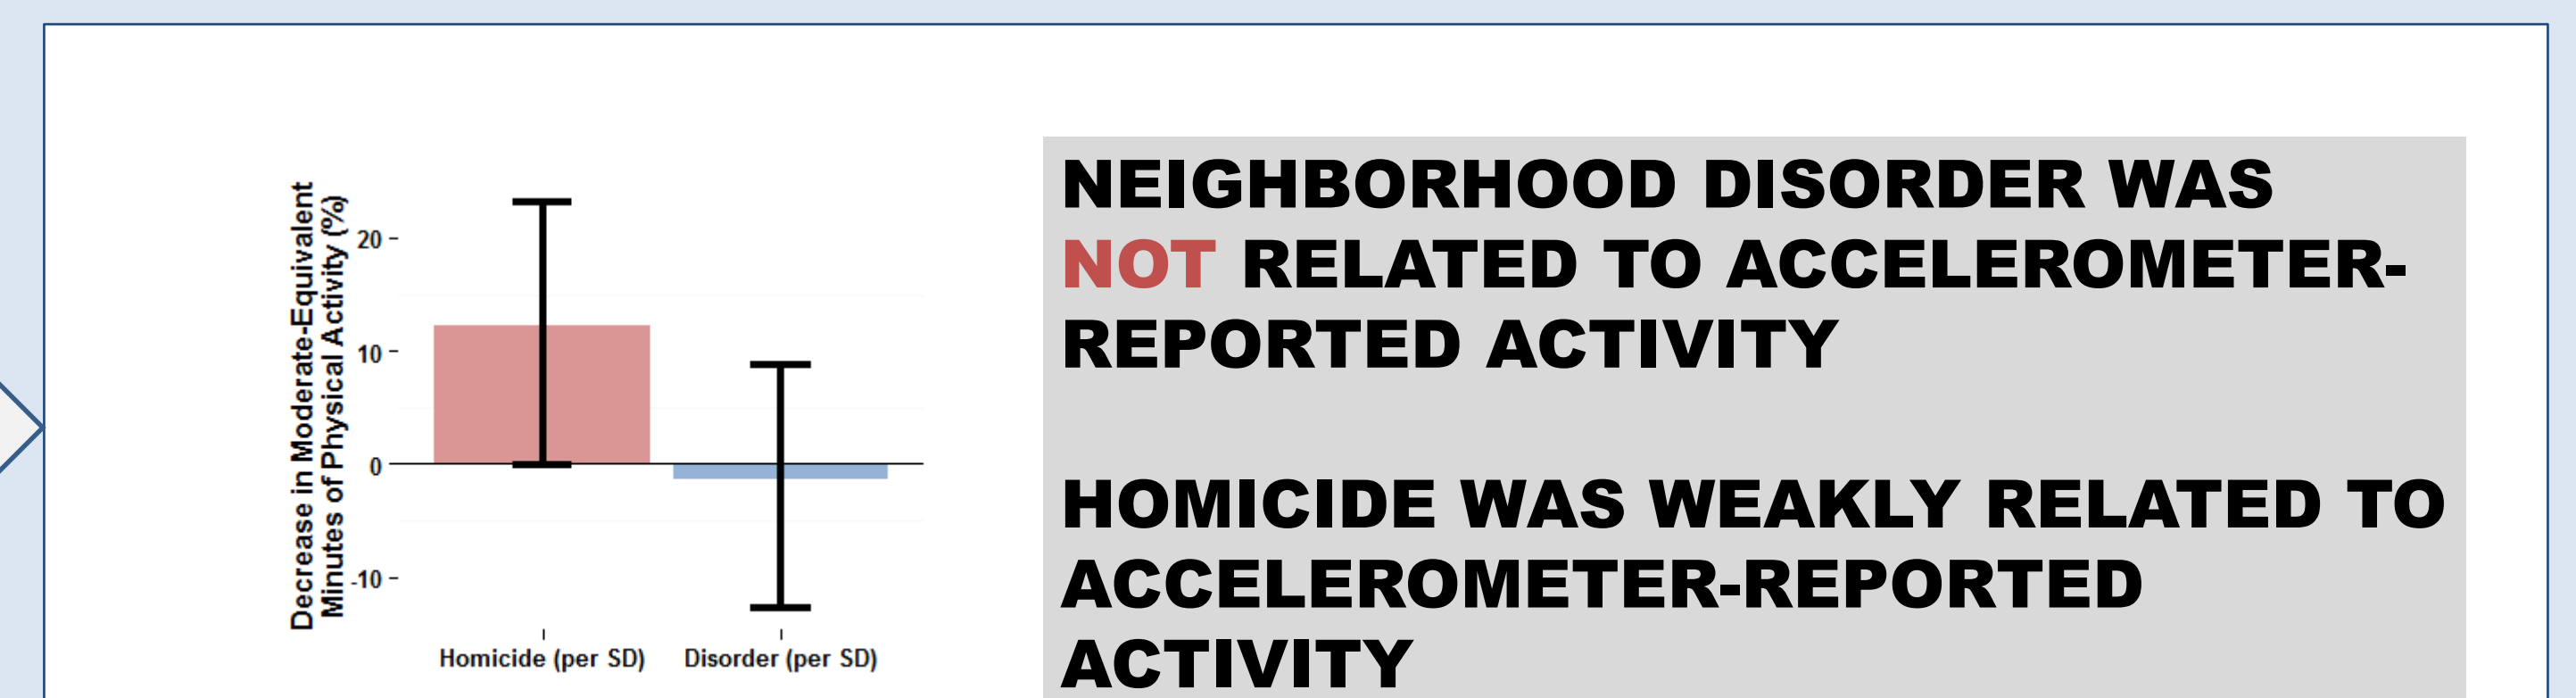 Decrease in Moderate-Equivalent
Minutes of Physical Activity (%)
20
10
0
-10
Homicide (per SD)
Disorder (per SD)
NEIGHBORHOOD DISORDER WAS
NOT RELATED TO ACCELEROMETER-
REPORTED ACTIVITY
HOMICIDE WAS WEAKLY RELATED TO
ACCELEROMETER-REPORTED
ACTIVITY